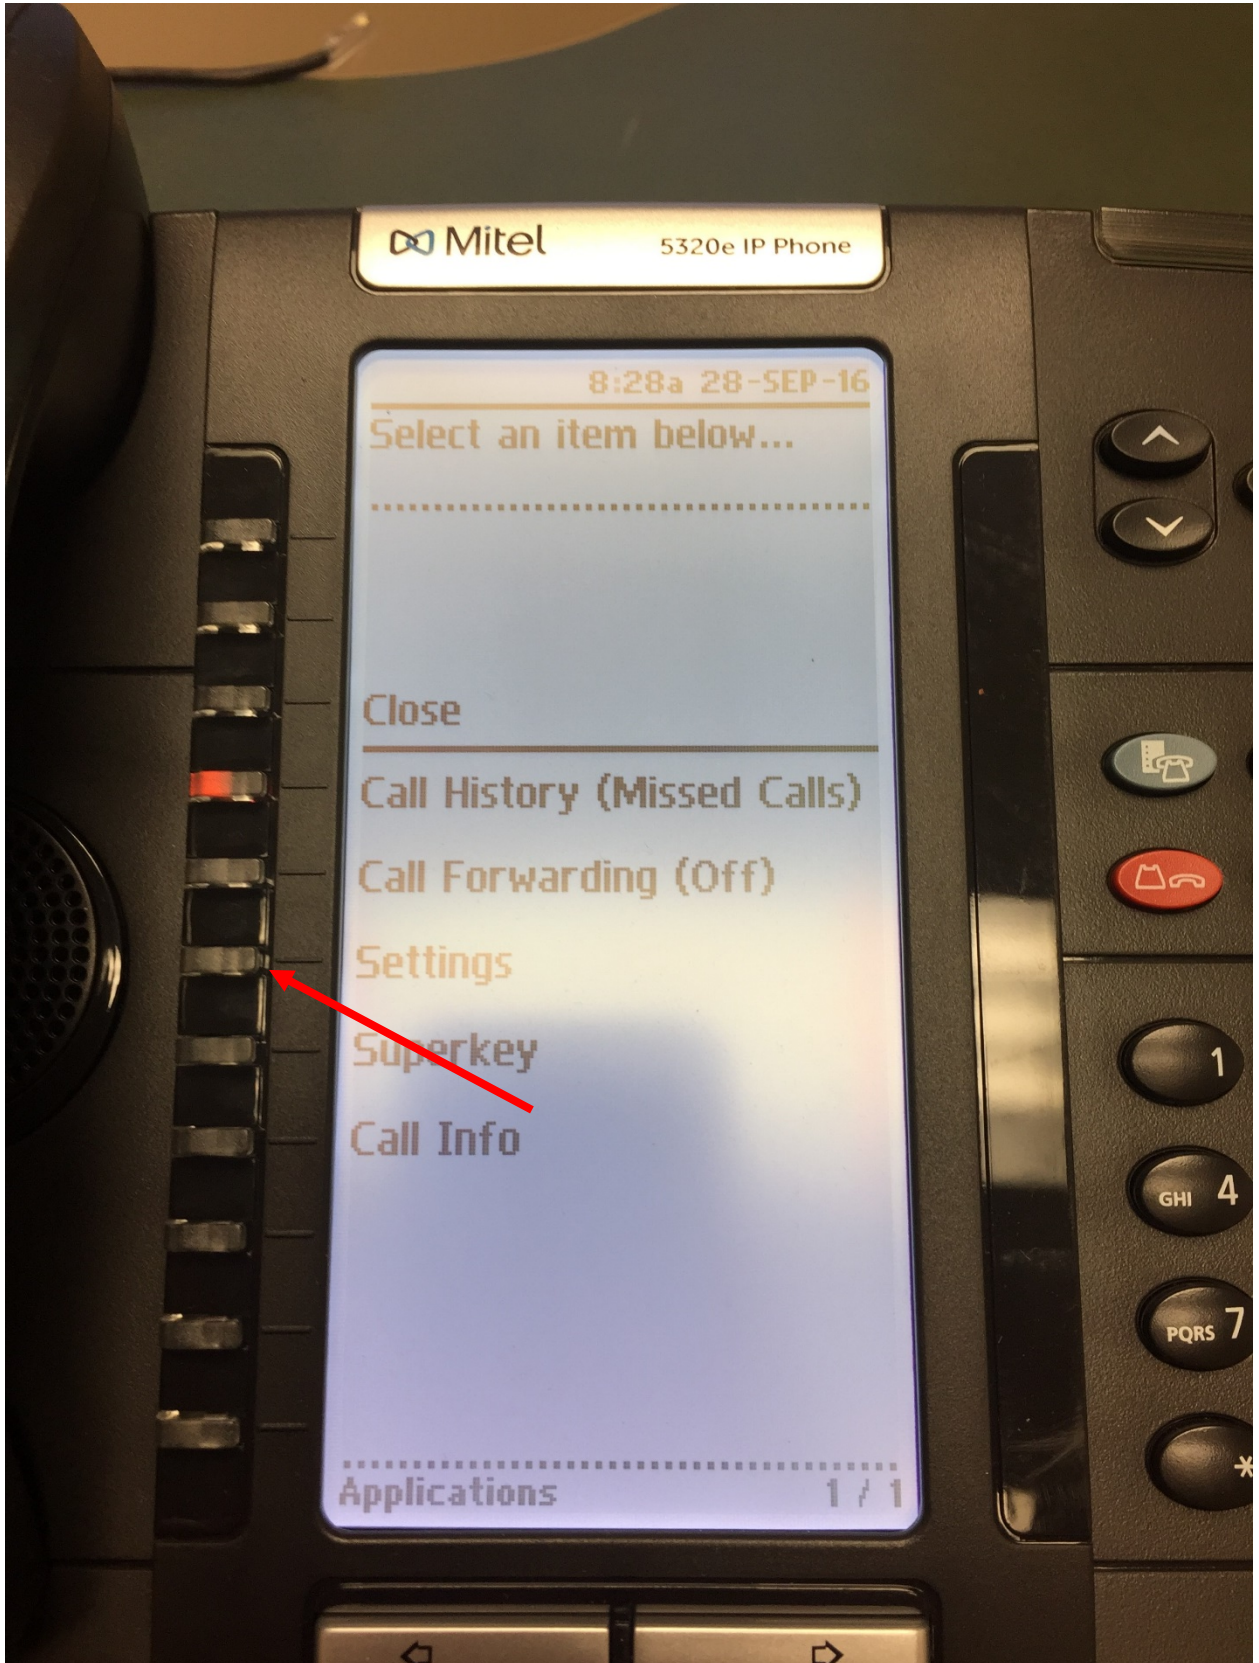 Mitel 5320e IP Phone
8:28a 28-SEP-16
Select an item below...
Close
Call History (Missed Calls)
Call Forwarding (Off)
Settings
Superkey
Call Info
Applications 1 / 1
1
GHI 4
PQRS 7
*